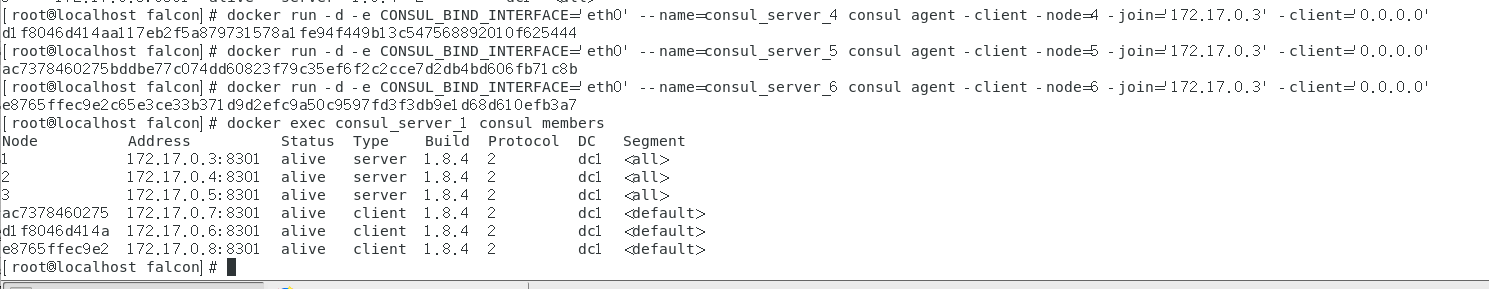 [root@localhost falcon]# docker run -d -e CONSUL_BIND_INTERFACE='eth0' --name=consul_server_4 consul agent -client -node=4 -join='172.17.0.3' -client='0.0.0.0'
d1f8046d414aa117eb2f5a879731578a1fe94f449b13c547568892010f625444
[root@localhost falcon]# docker run -d -e CONSUL_BIND_INTERFACE='eth0' --name=consul_server_5 consul agent -client -node=5 -join='172.17.0.3' -client='0.0.0.0'
ac7378460275bddbe77c074dd60823f79c35ef6f2c2cce7d2db4bd606fb71c8b
[root@localhost falcon]# docker run -d -e CONSUL_BIND_INTERFACE='eth0' --name=consul_server_6 consul agent -client -node=6 -join='172.17.0.3' -client='0.0.0.0'
e8765ffec9e2c65e3ce33b371d9d2efc9a50c9597fd3f3db9e1d68d610efb3a7
[root@localhost falcon]# docker exec consul_server_1 consul members
Node Address Status Type Build Protocol DC Segment
1 172.17.0.3:8301 alive server 1.8.4 2 dc1 <all>
2 172.17.0.4:8301 alive server 1.8.4 2 dc1 <all>
3 172.17.0.5:8301 alive server 1.8.4 2 dc1 <all>
ac7378460275 172.17.0.7:8301 alive client 1.8.4 2 dc1 <default>
d1f8046d414a 172.17.0.6:8301 alive client 1.8.4 2 dc1 <default>
e8765ffec9e2 172.17.0.8:8301 alive client 1.8.4 2 dc1 <default>
[root@localhost falcon]#